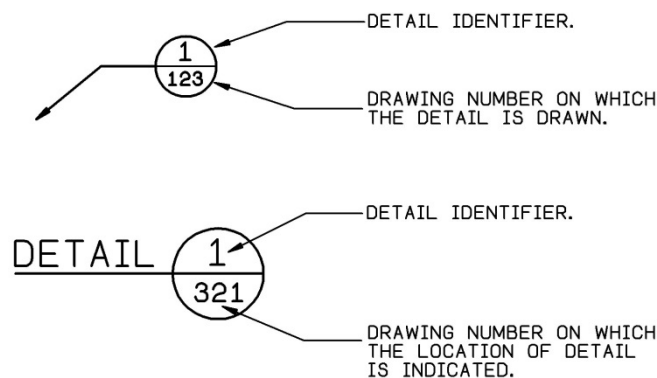 DETAIL IDENTIFIER.
1
123
DRAWING NUMBER ON WHICH
THE DETAIL IS DRAWN.
DETAIL IDENTIFIER.
DETAIL 1
321
DRAWING NUMBER ON WHICH
THE LOCATION OF DETAIL
IS INDICATED.